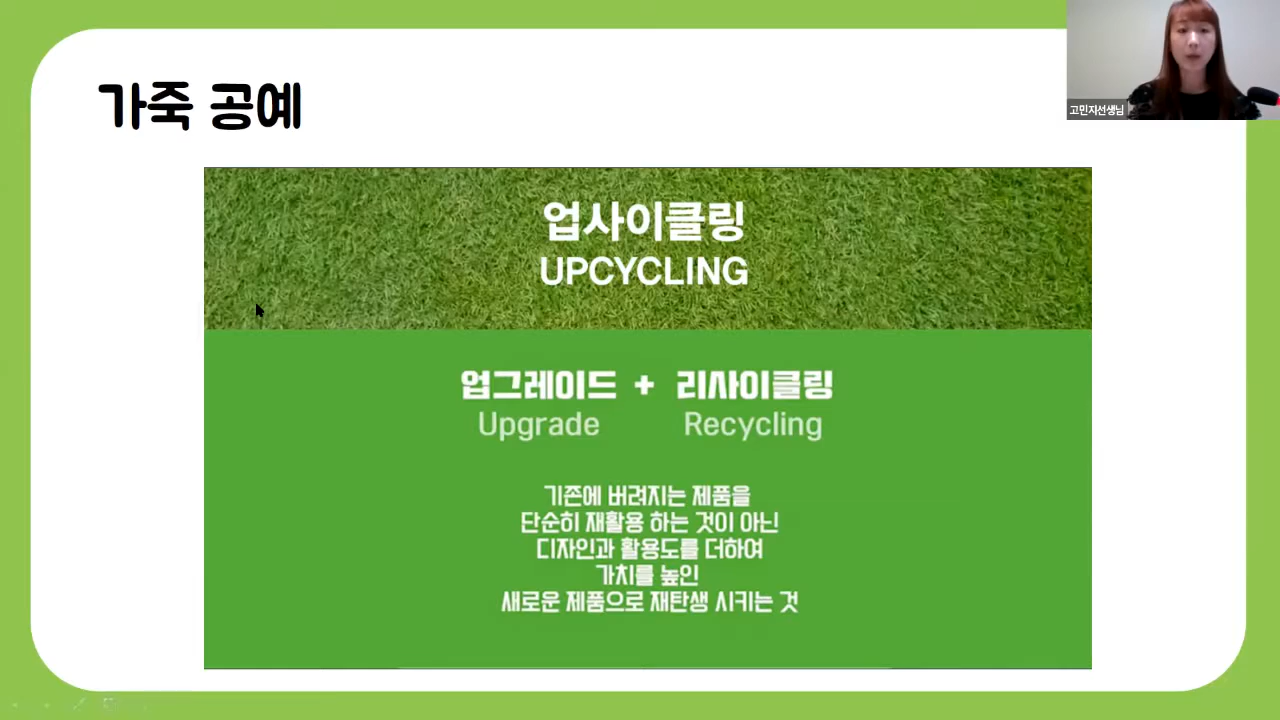 가죽 공예
고민자선생님
업사이클링
UPCYCLING
업그레이드 + 리사이클링
Upgrade Recycling
기존에 버려지는 제품을
단순히 재활용 하는 것이 아닌
디자인과 활용도를 더하여
가치를 높인
새로운 제품으로 재탄생 시키는 것